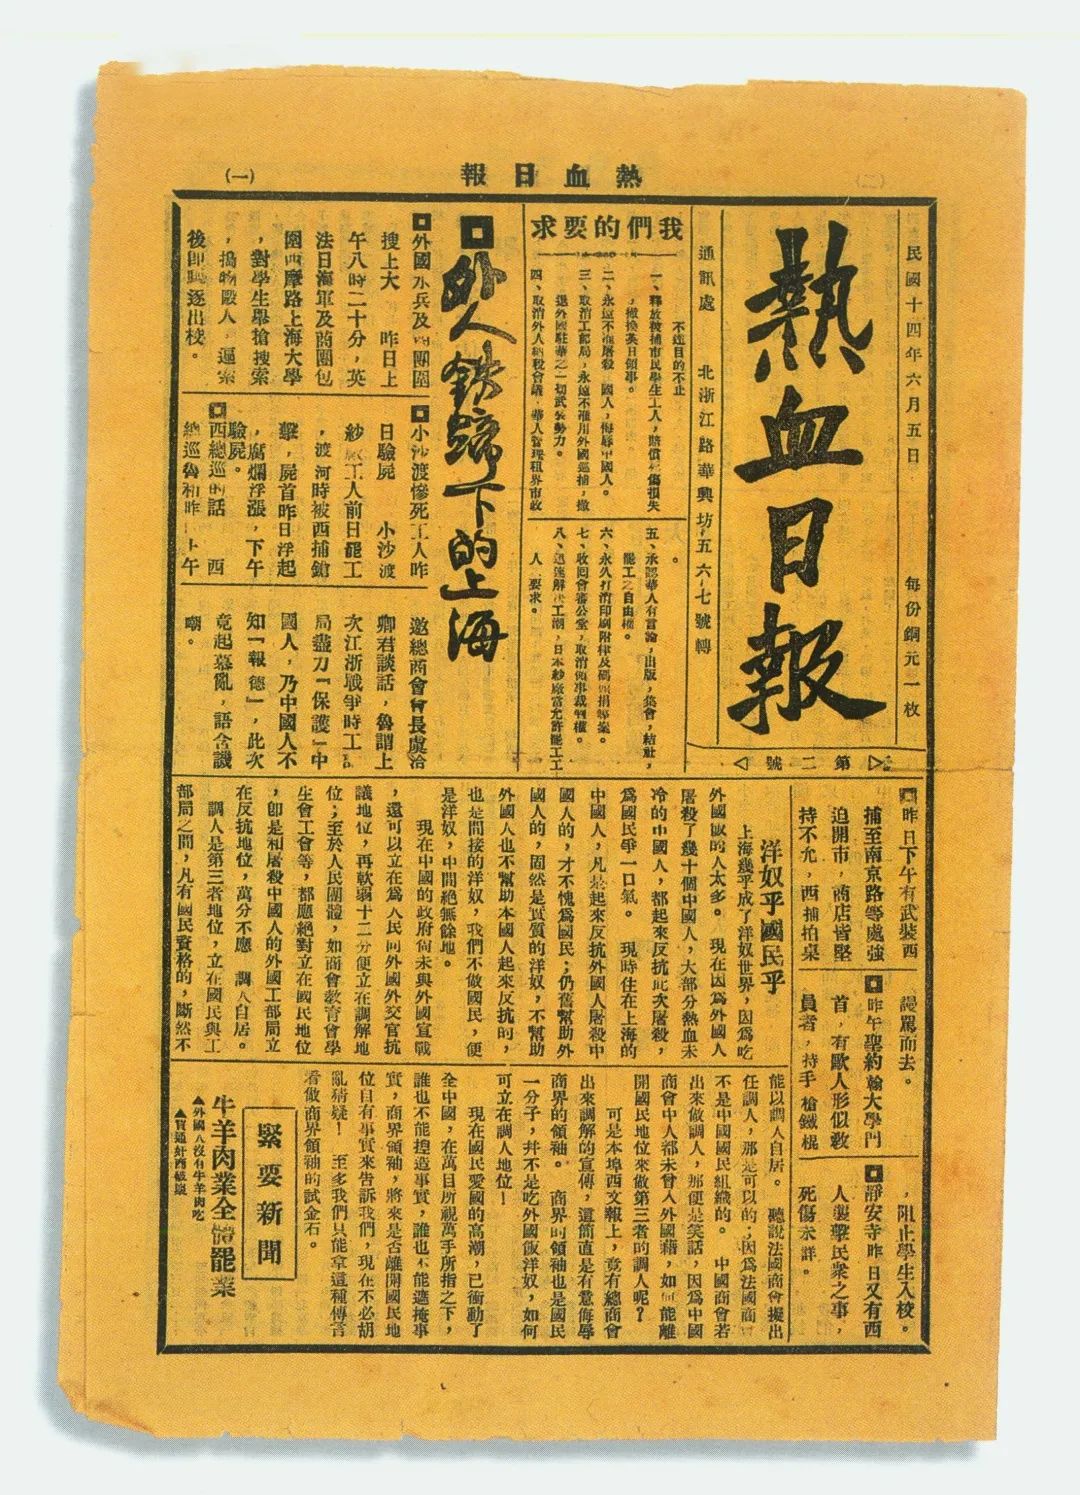 熱血日報
(一)
民國十四年六月五日
每份銅元一枚
熱血日報
第二號
通訊處 北浙江路華興坊五六七號轉
我們的要求
不達目的不止
一、釋放被捕市民學生工人，賠償死傷損失
，撤換英日領事。
二、永遠不准屠殺 國人，侮辱中國人。
三、取消工部局，永遠不准用外國巡捕，撤
退外國駐華之一切武裝勢力。
四、取消外人納稅會議，華人管理租界市政
。
五、承認華人有言論，出版，集會，結社，
罷工之自由權。
六、永久打消印刷附律及碼頭捐等案。
七、收回會審公堂，取消領事裁判權。
八、迅速解決工潮，日本紗廠當允許罷工工
人 要求。
外人鉄蹄下的上海
外國水兵及 團圍
搜上大 昨日上
午八時二十分，英
法日海軍及商團包
圍西摩路上海大學
，對學生舉搶搜索
，搗物毆人，逼索
後即 逐出校。
小沙渡慘死工人昨
日驗屍 小沙渡
紗廠工人前日罷工
，渡河時被西捕鎗
擊，屍首昨日浮起
，腐爛浮漲，下午
驗屍。
西總巡的話 西
總巡魯和昨 上午
邀總商會會長虞洽
卿君談話，魯謂上
次江浙戰爭時工
局盡力「保護」中
國人，乃中國人不
知「報德」，此次
竟起暴亂，語含譏
嘲。
昨日下午有武裝西
捕至南京路等處強
迫開市，商店皆堅
持不允，西捕拍桌
謾罵而去。
昨午聖約翰大學門
首，有歐人形似教
員者，持手槍鐵棍
，阻止學生入校。
靜安寺昨日又有西
人襲擊民衆之事，
死傷未詳。
洋奴乎國民乎
上海幾乎成了洋奴世界，因爲吃
外國飯的人太多。 現在因爲外國人
屠殺了幾十個中國人，大部分熱血未
冷的中國人，都起來反抗此次屠殺，
爲國民爭一口氣。 現時住在上海的
中國人，凡是起來反抗外國人屠殺中
國人的，才不愧爲國民；仍舊幫助外
國人的，固然是實質的洋奴，不幫助
外國人也不幫助本國人起來反抗的，
也是間接的洋奴，我們不做國民，便
是洋奴，中間絕無餘地。
現在中國的政府尙未與外國宣戰
，還可以立在爲人民向外國外交官抗
議地位，再軟弱十二分便立在調解地
位；至於人民團體，如商會教育會學
生會工會等，都應絕對立在國民地位
，卽是和屠殺中國人的外國工部局立
在反抗地位，萬分不應 調人自居。
調人是第三者地位，立在國民與工
部局之間，凡有國民資格的，斷然不
能以調人自居。 聽說法國商會擬出
任調人，那是可以的；因爲法國商
不是中國國民組織的。 中國商會若
出來做調人，那便是笑話，因爲中國
商會中人都未曾入外國籍，如何能離
開國民地位來做第三者的調人呢？
可是本埠西文報上，竟有總商會
出來調解的宣傳，這簡直是有意侮辱
商界的領袖。 商界的領袖也是國民
一分子，并不是吃外國飯洋奴，如何
可立在調人地位！
現在國民愛國的高潮，已衝動了
全中國，在萬目所視萬手所指之下，
誰也不能捏造事實，誰也不能遮掩事
實，商界領袖，將來是否離開國民地
位自有事實來告訴我們，現在不必胡
亂猜疑！ 至多我們只能拿這種傳言
看做商界領袖的試金石。
緊要新聞
牛羊肉業全體罷業
▲外國人沒有牛羊肉吃